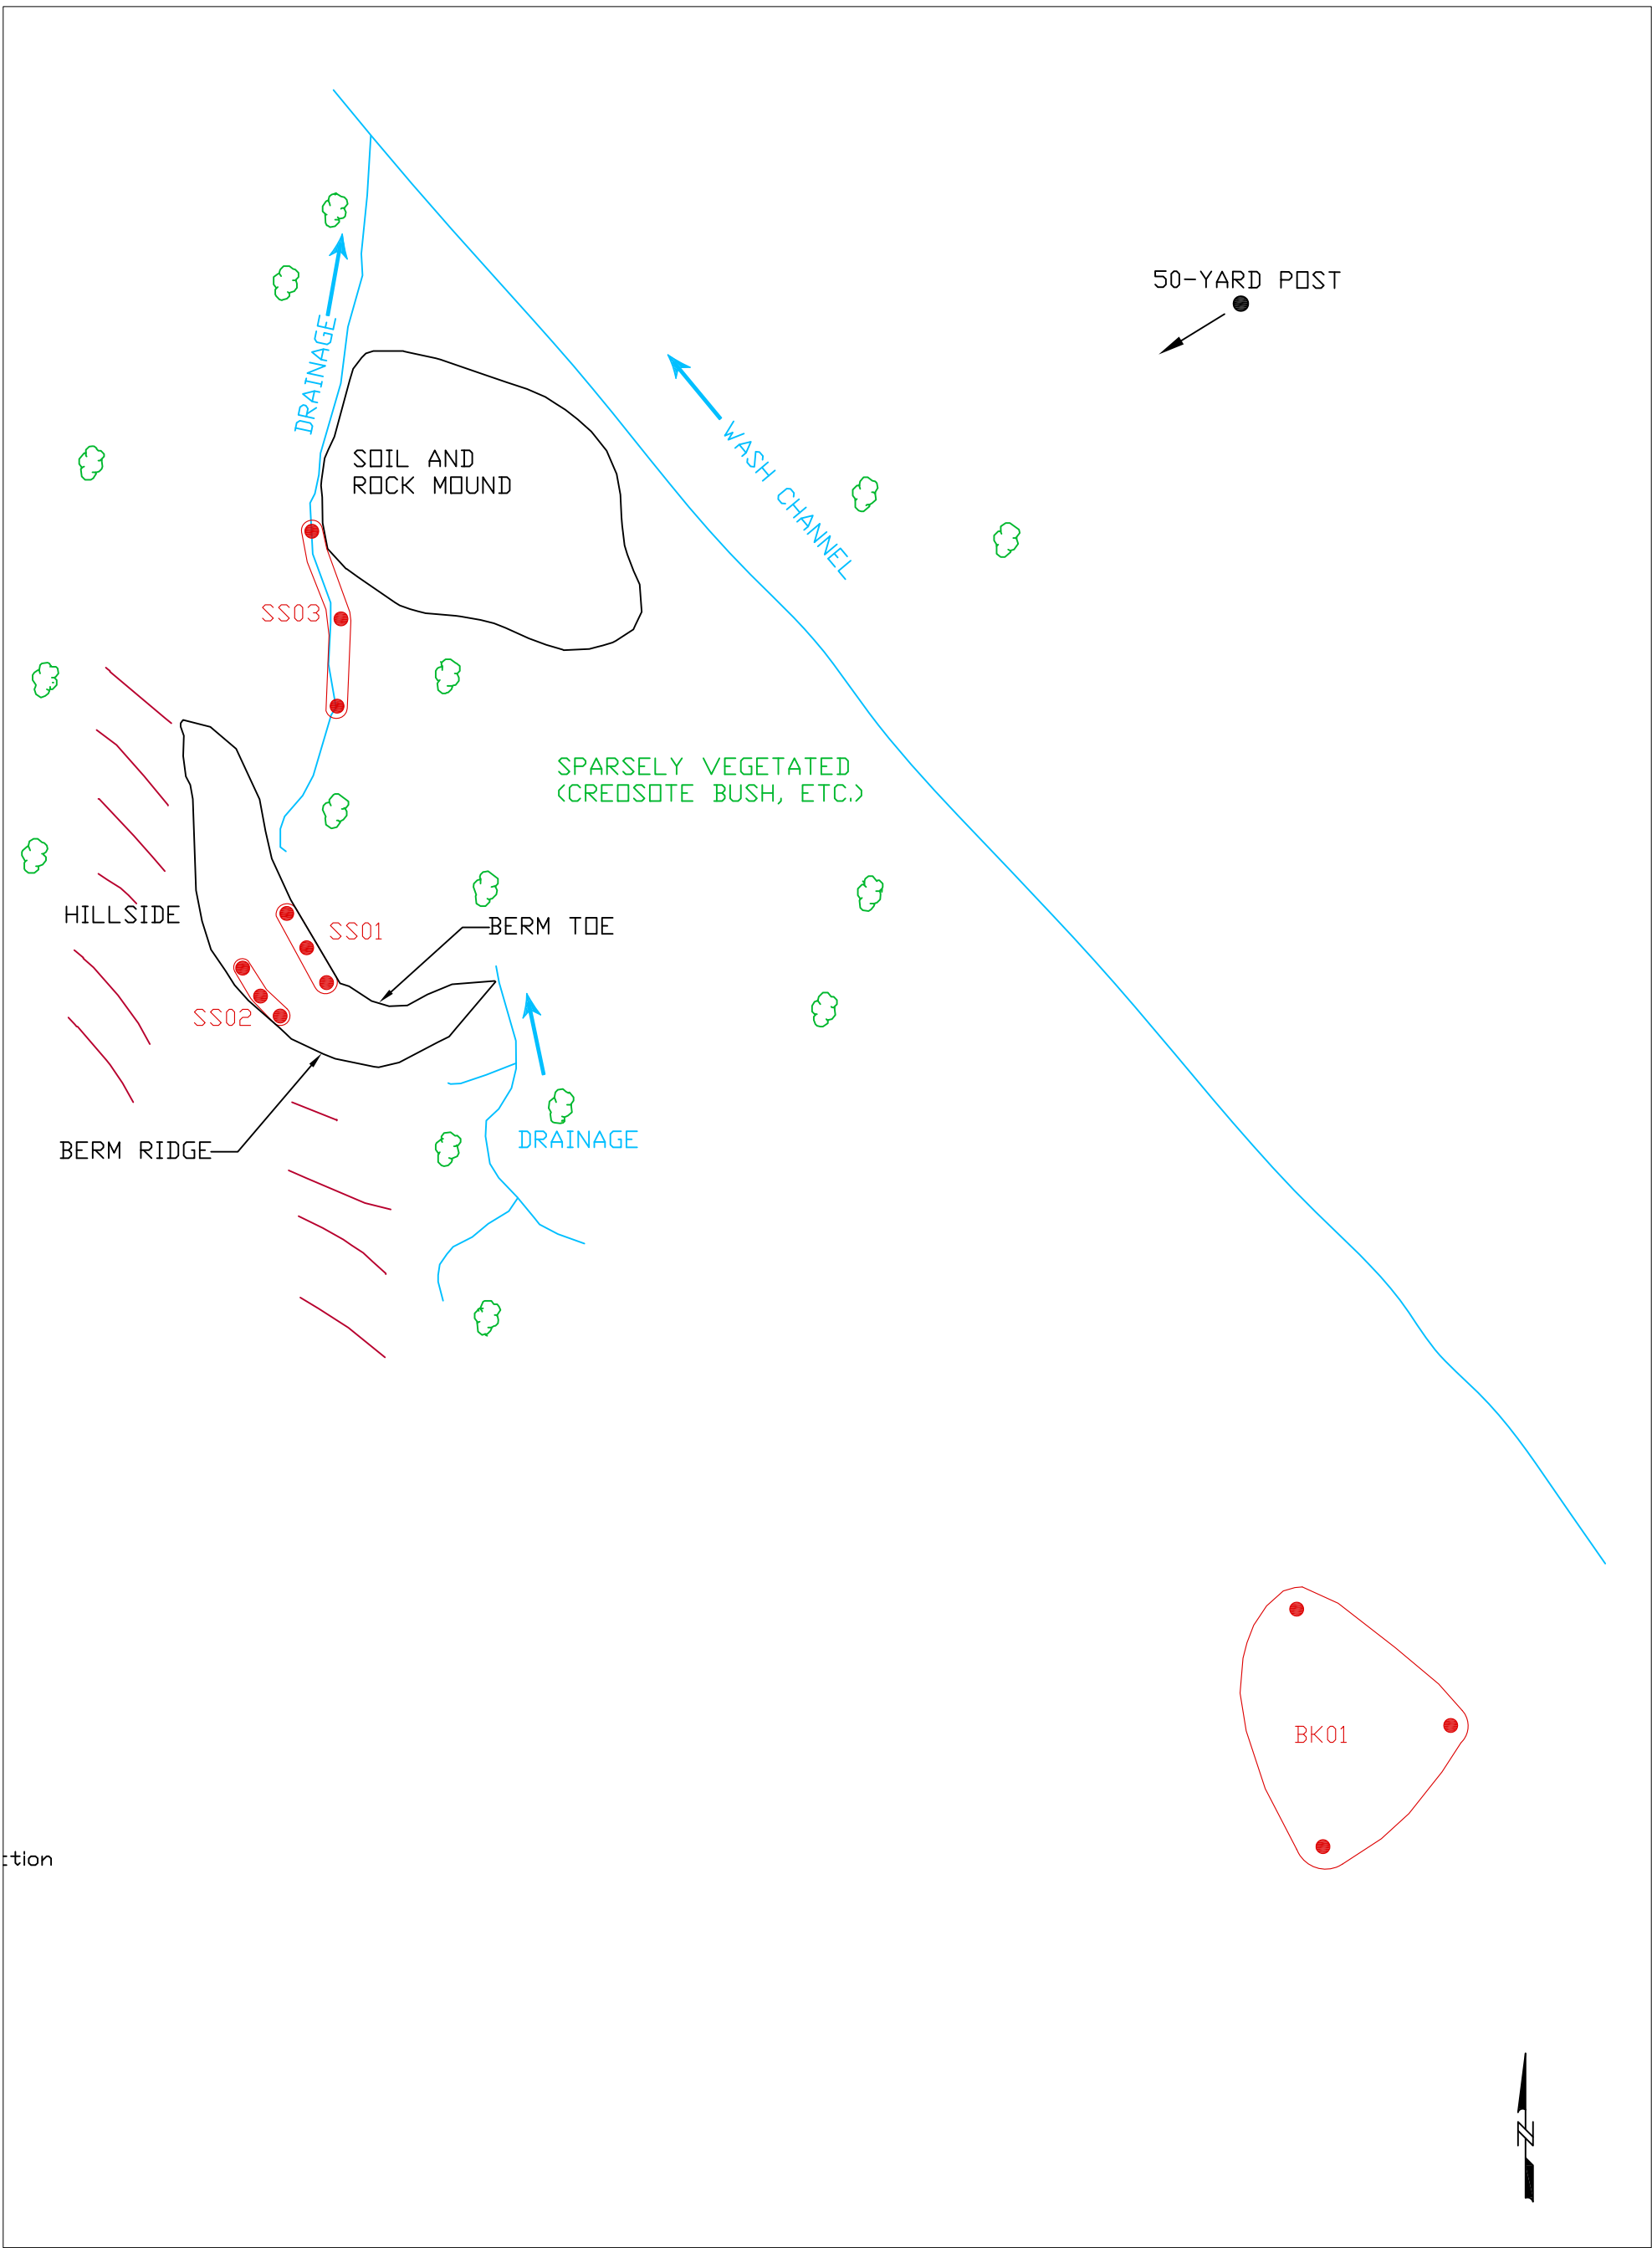 50-YARD POST
DRAINAGE
SOIL AND
ROCK MOUND
WASH CHANNEL
SS03
SPARSELY VEGETATED
(CREOSOTE BUSH, ETC.)
HILLSIDE
SS01
BERM TOE
SS02
BERM RIDGE
DRAINAGE
BK01
tion
N